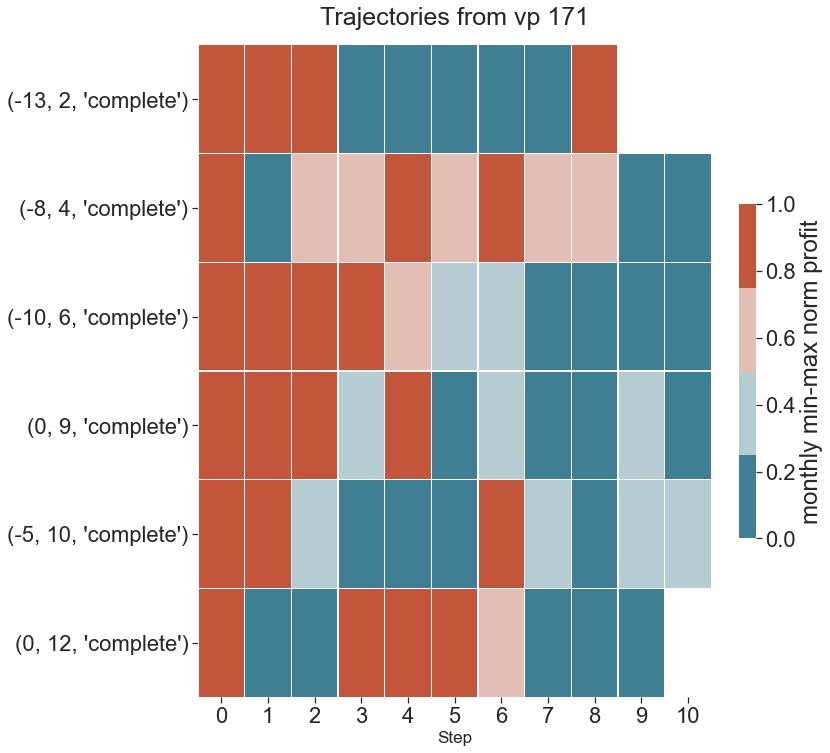 Trajectories from vp 171
(-13, 2, 'complete')
(-8, 4, 'complete')
(-10, 6, 'complete')
(0, 9, 'complete')
(-5, 10, 'complete')
(0, 12, 'complete')
0 1 2 3 4 5 6 7 8 9 10
Step
1.0
0.8
0.6
0.4
0.2
0.0
monthly min-max norm profit